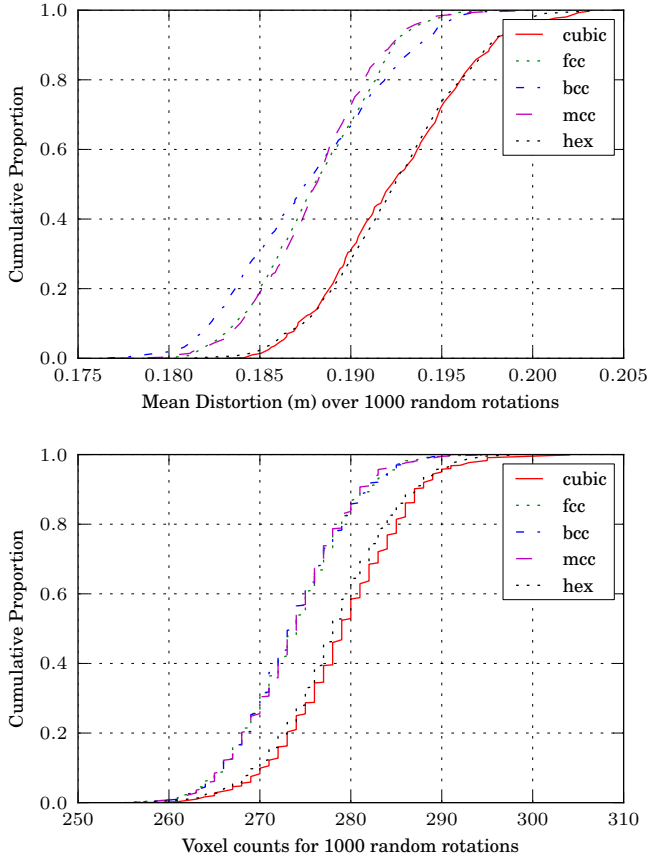 1.0
0.8
0.6
0.4
0.2
0.0
Cumulative Proportion
cubic
fcc
bcc
mcc
hex
0.175 0.180 0.185 0.190 0.195 0.200 0.205
Mean Distortion (m) over 1000 random rotations
1.0
0.8
0.6
0.4
0.2
0.0
Cumulative Proportion
cubic
fcc
bcc
mcc
hex
250 260 270 280 290 300 310
Voxel counts for 1000 random rotations